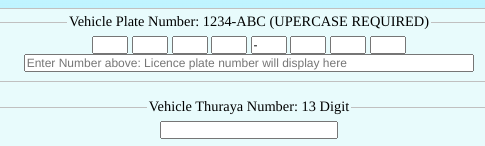 Vehicle Plate Number: 1234-ABC (UPERCASE REQUIRED)
-
Enter Number above: Licence plate number will display here
Vehicle Thuraya Number: 13 Digit